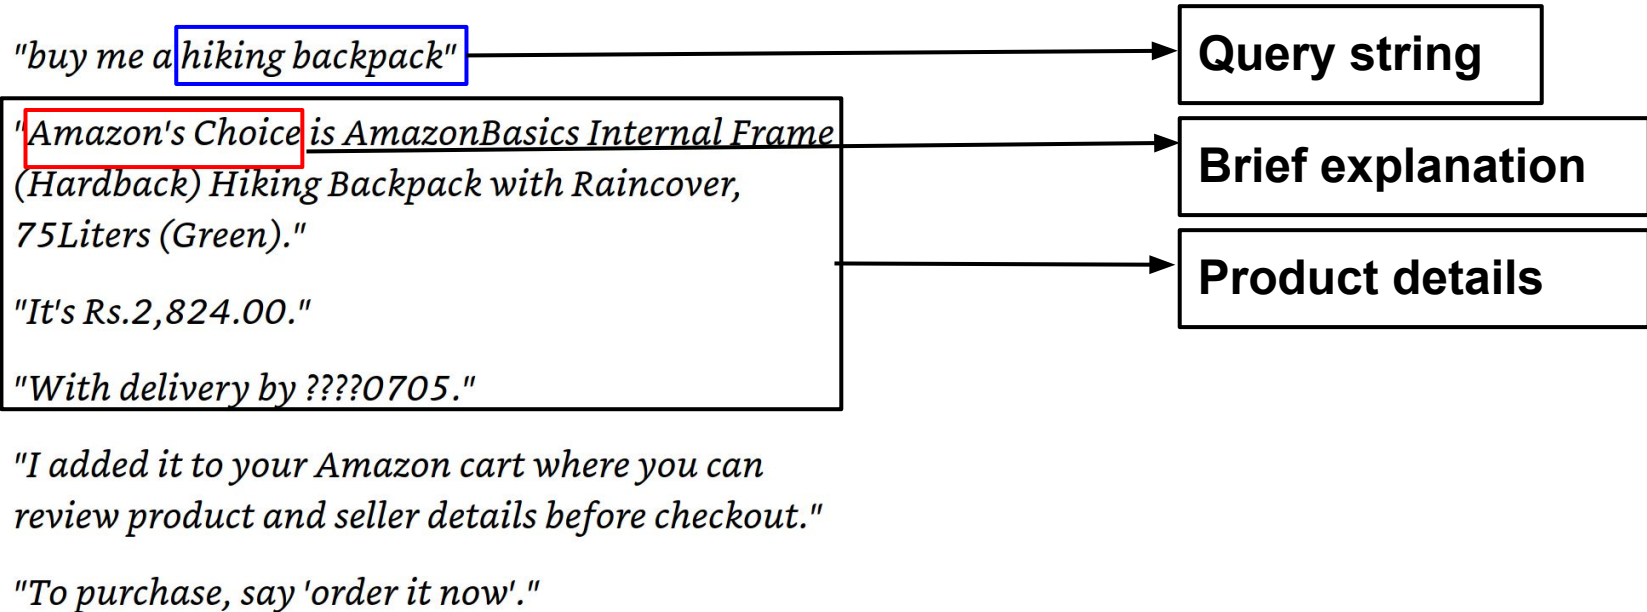 "buy me a hiking backpack"
Query string
"Amazon's Choice is AmazonBasics Internal Frame
(Hardback) Hiking Backpack with Raincover,
75Liters (Green)."
Brief explanation
Product details
"It's Rs.2,824.00."
"With delivery by ????0705."
"I added it to your Amazon cart where you can
review product and seller details before checkout."
"To purchase, say 'order it now'."